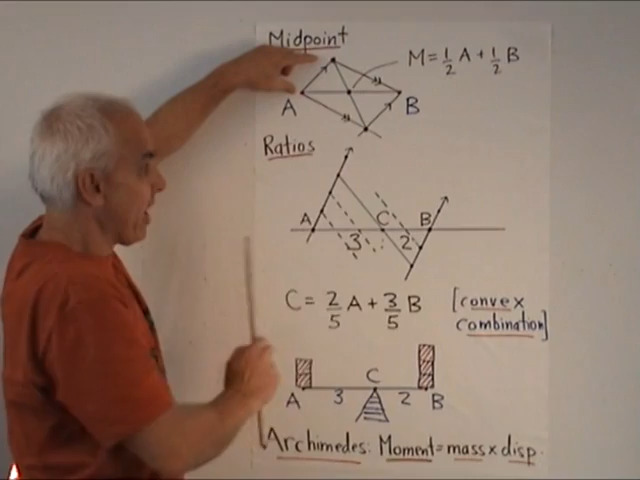 Midpoint
M = 1/2 A + 1/2 B
A B
Ratios
A C B
3 2
C = 2/5 A + 3/5 B [convex combination]
C
A 3 2 B
Archimedes: Moment = mass x disp.